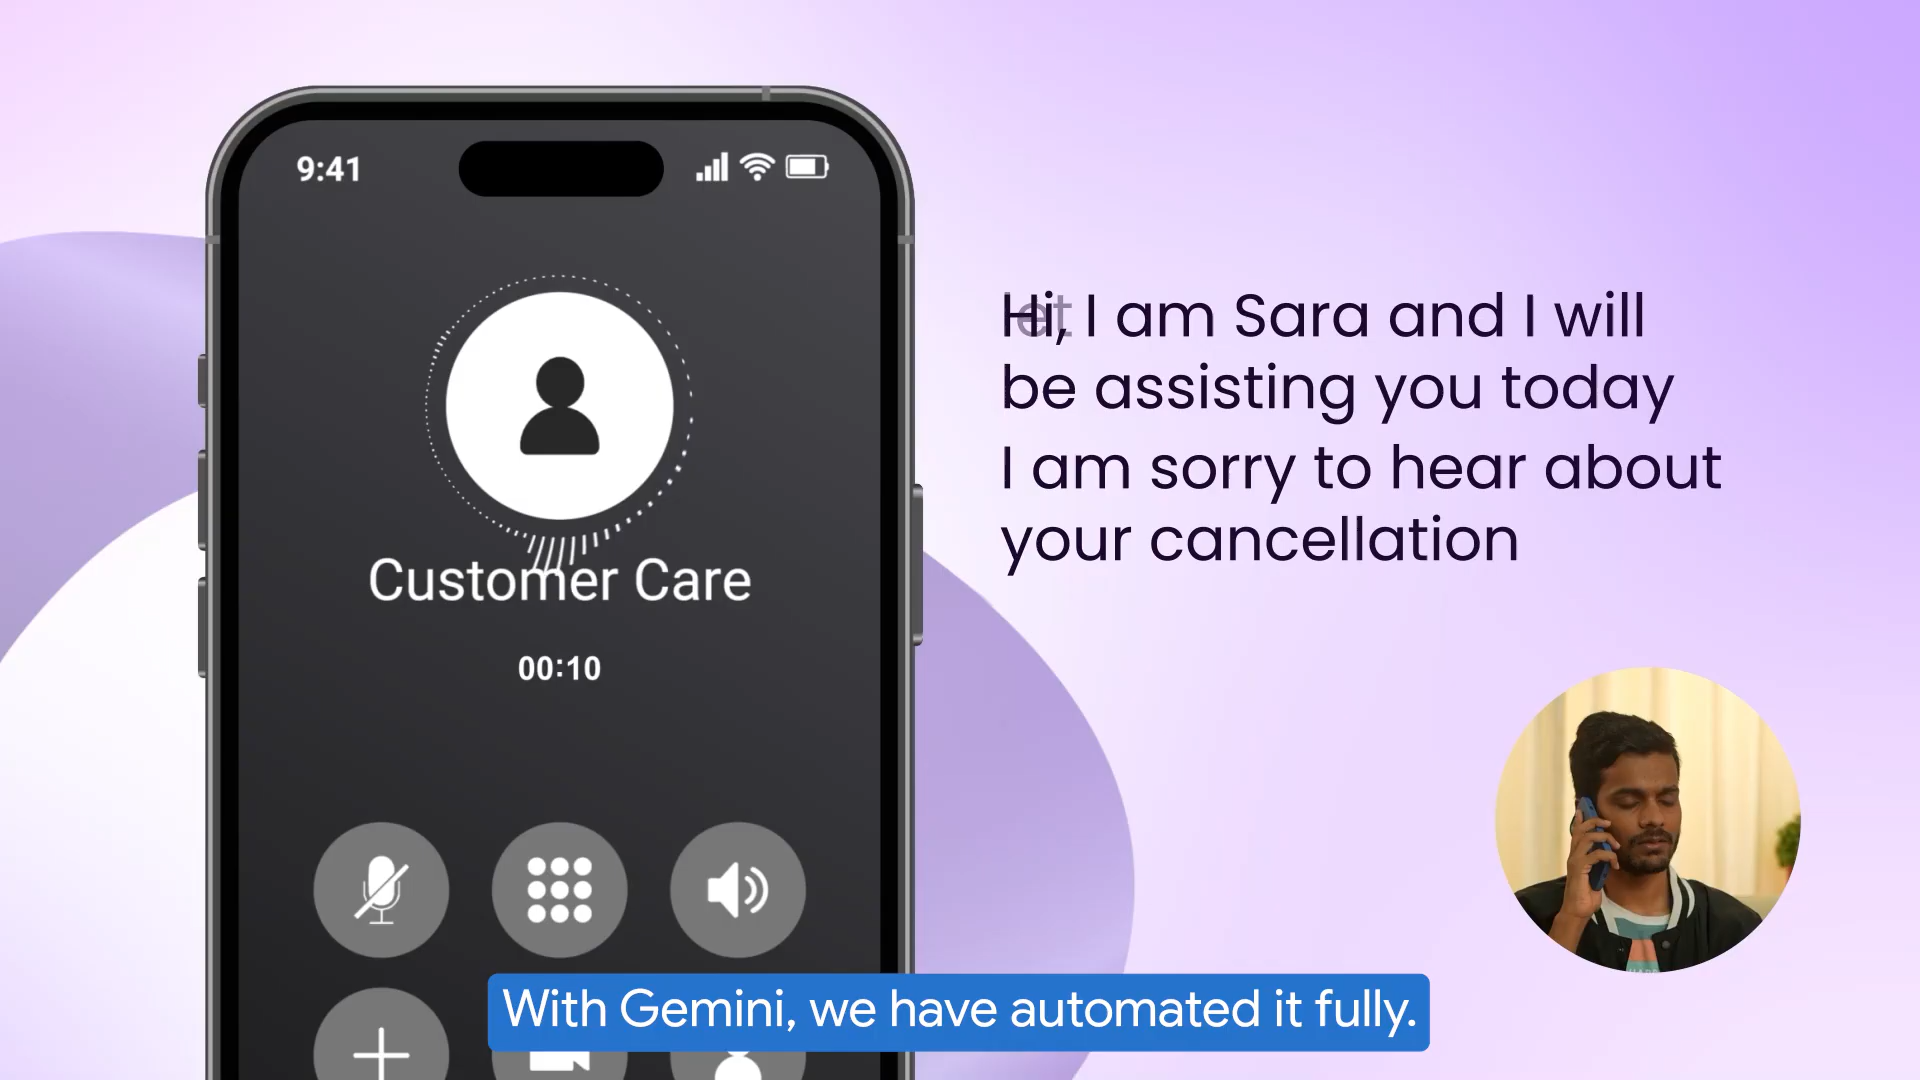 9:41
Hi, I am Sara and I will
be assisting you today
I am sorry to hear about
your cancellation
Customer Care
00:10
With Gemini, we have automated it fully.